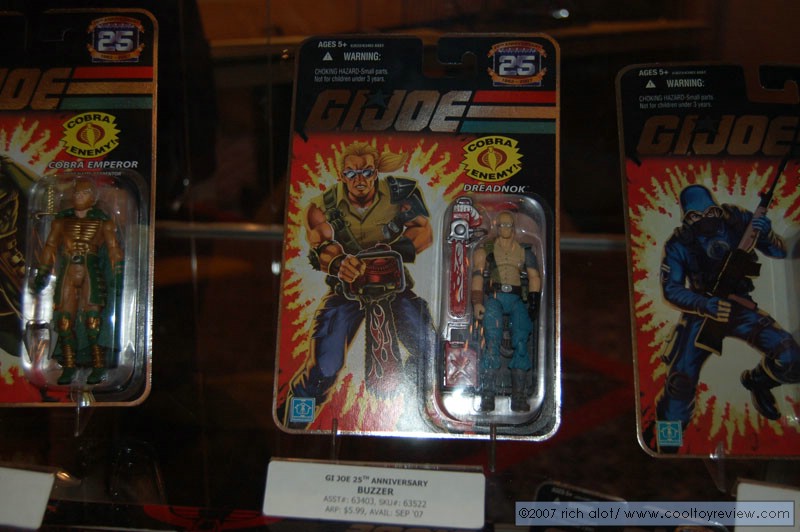 25
GI JOE
COBRA
ENEMY!
COBRA EMPEROR
AGES 5+
WARNING:
CHOKING HAZARD-Small parts.
Not for children under 3 years.
25
GI JOE
COBRA
ENEMY!
DREADNOK
AGES 5+
WARNING:
CHOKING HAZARD-Small parts.
Not for children under 3 years.
GI JOE
GI JOE 25TH ANNIVERSARY
BUZZER
ASST#: 63403, SKU#: 63522
ARP: $5.99, AVAIL: SEP '07
©2007 rich alot/ www.cooltoyreview.com